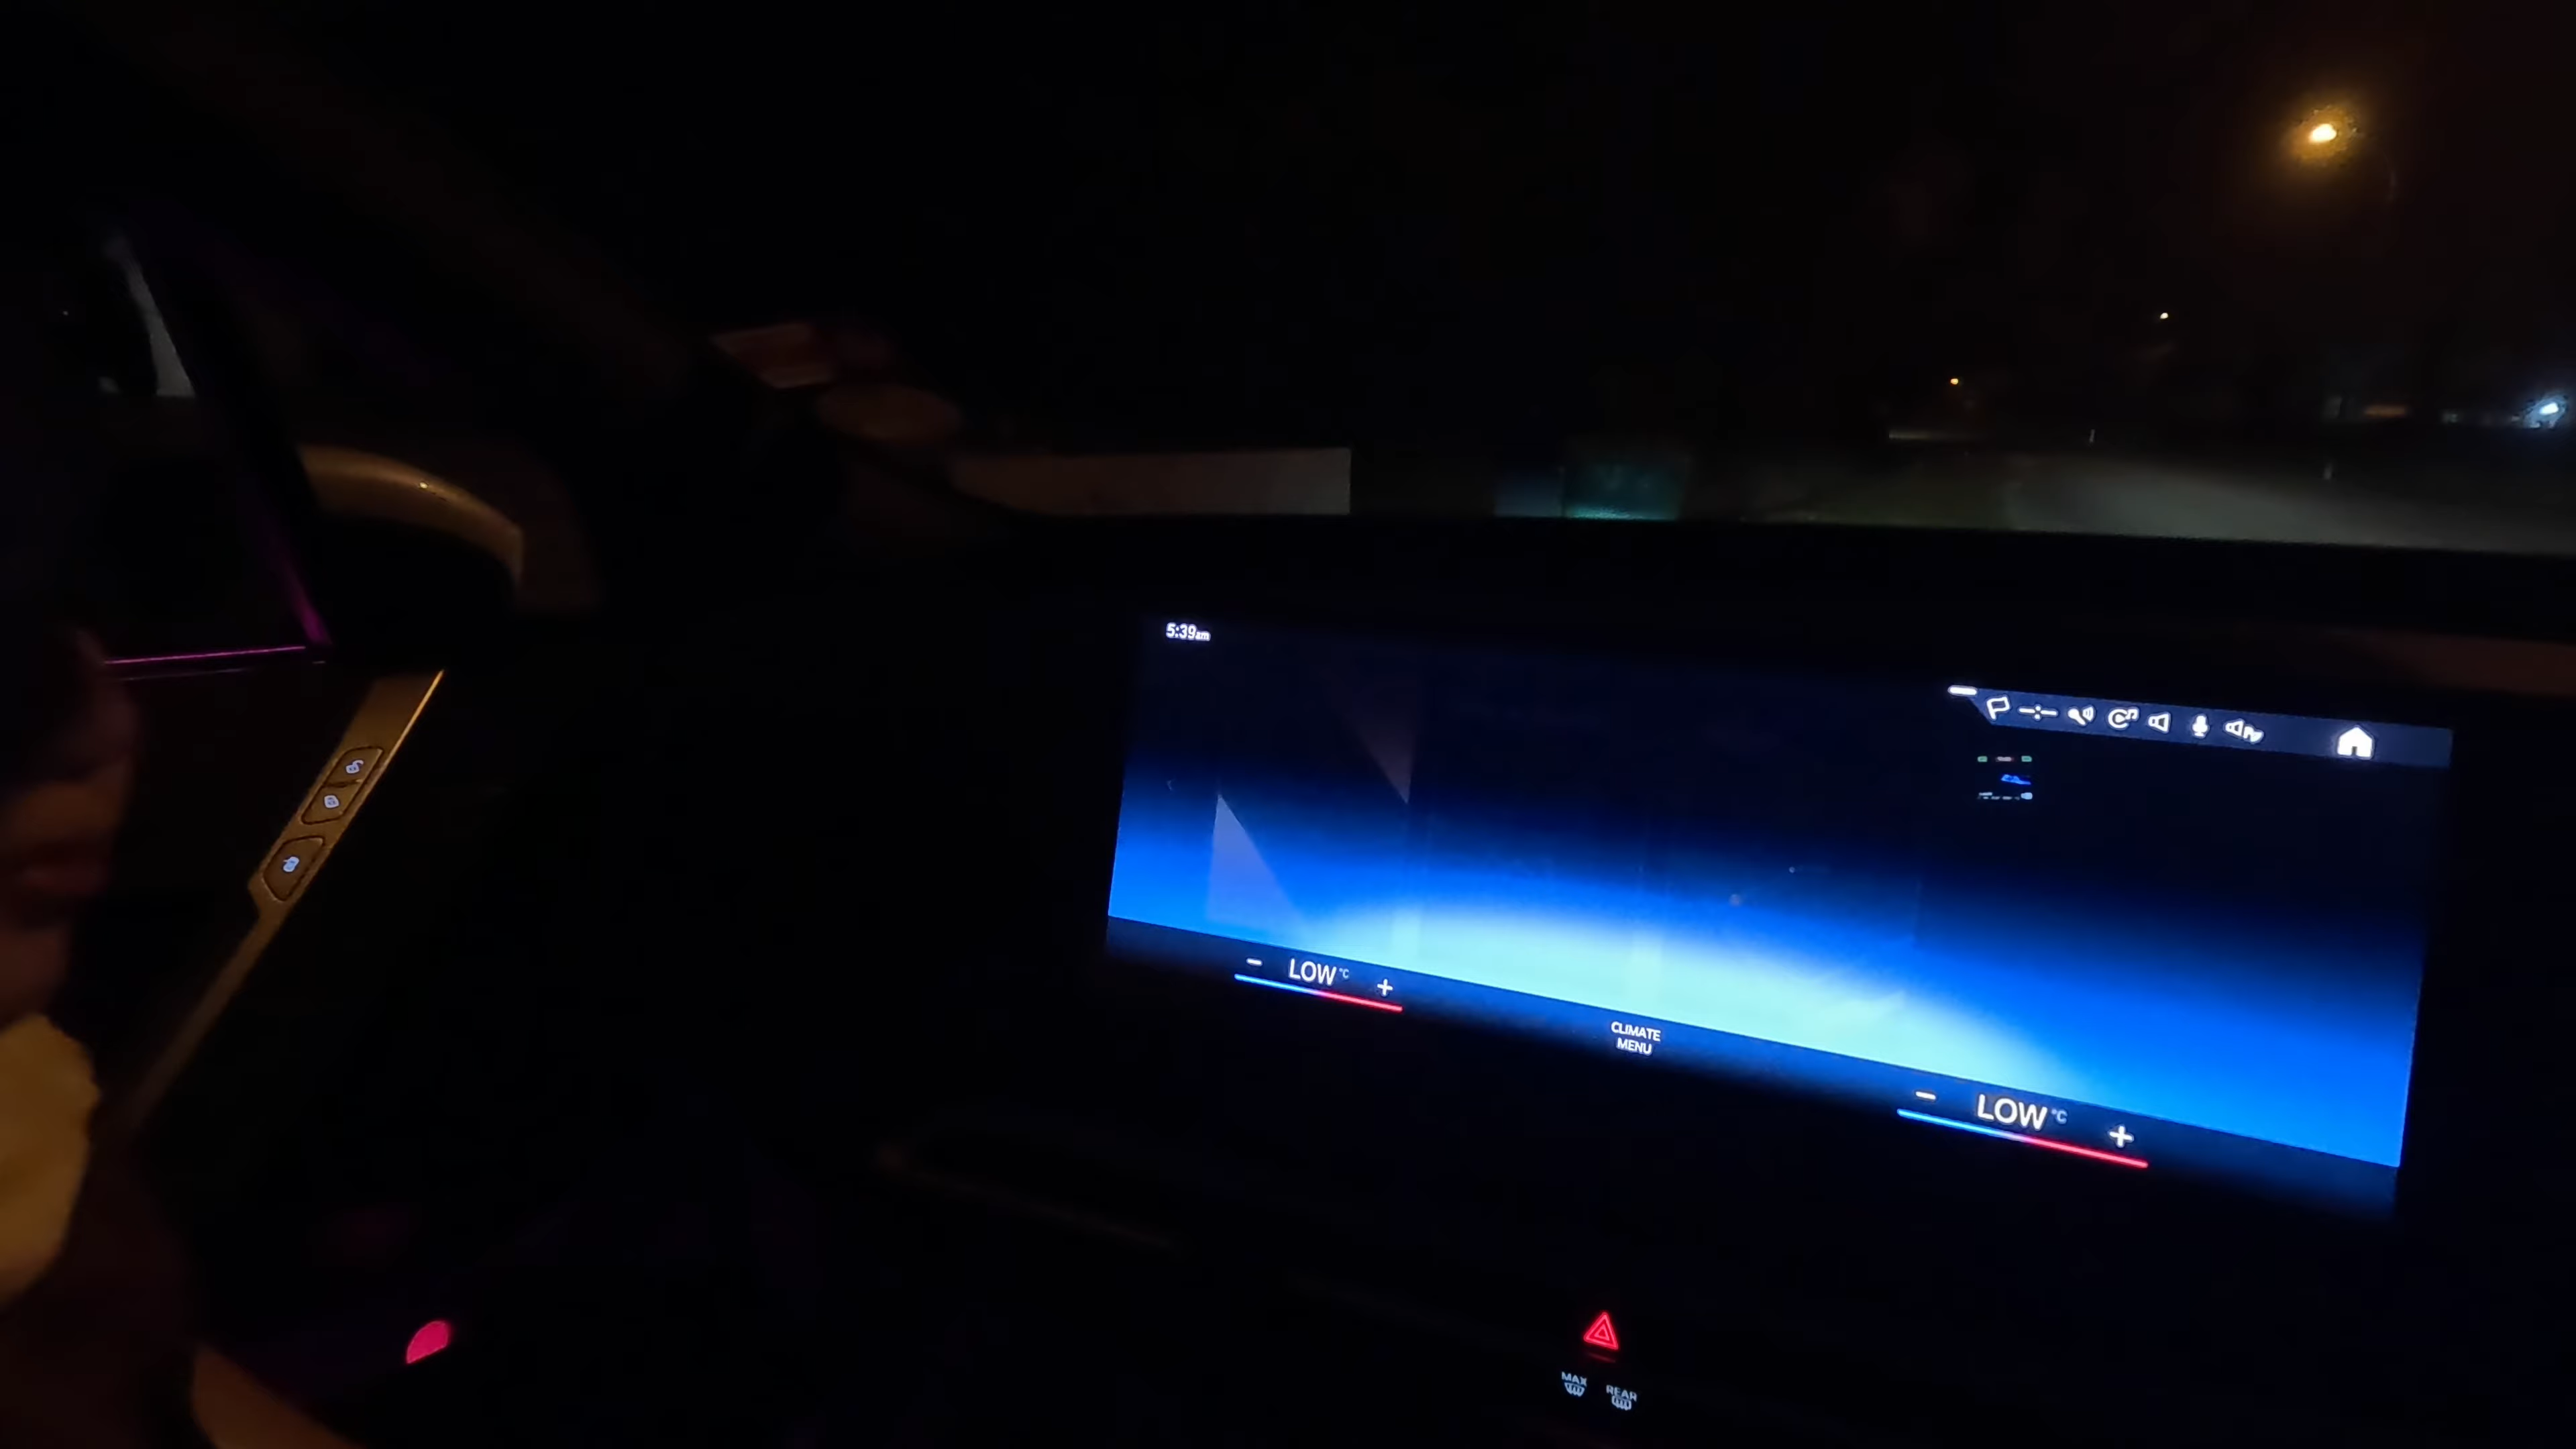 5:39am
- LOW °C +
CLIMATE
MENU
- LOW °C +
MAX
REAR